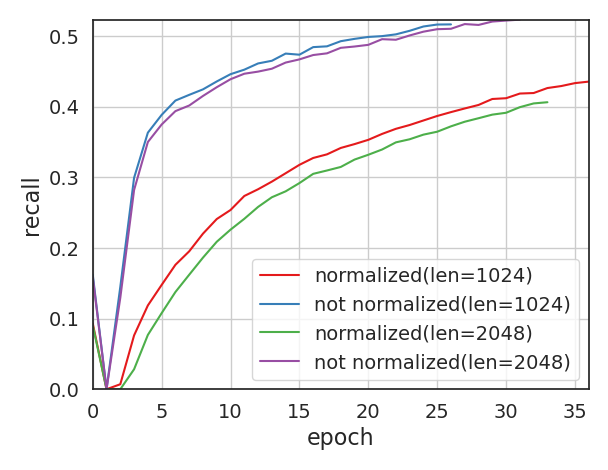 0.5
0.4
0.3
0.2
0.1
0.0
recall
0 5 10 15 20 25 30 35
epoch
normalized(len=1024)
not normalized(len=1024)
normalized(len=2048)
not normalized(len=2048)